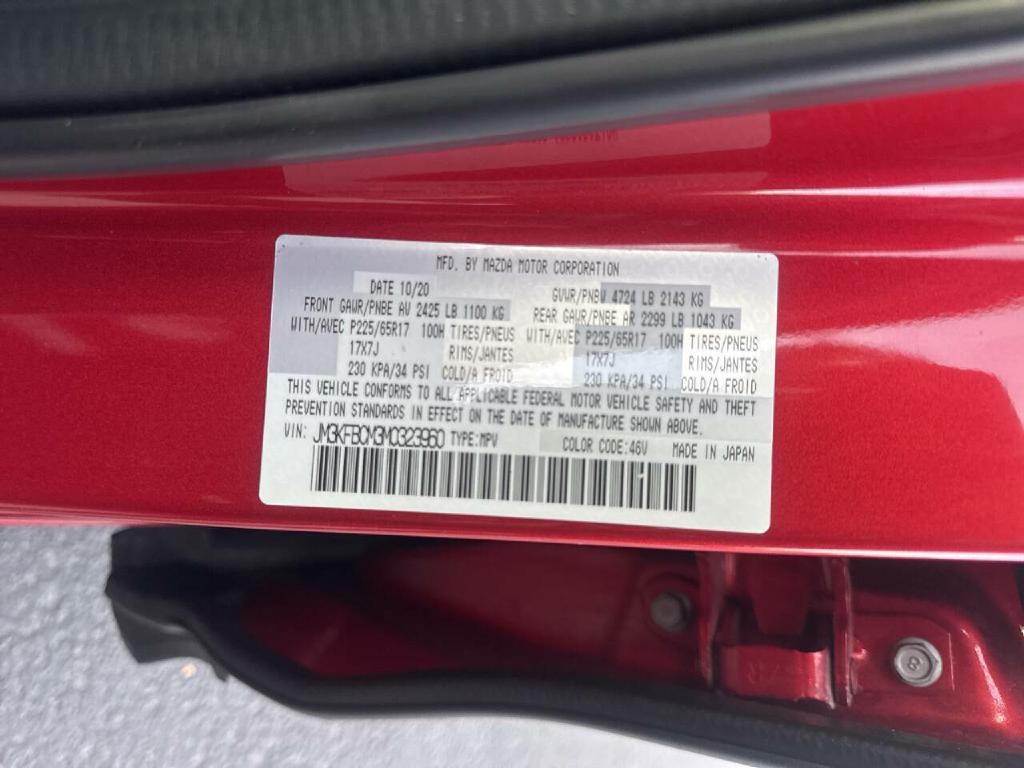 MFD. BY MAZDA MOTOR CORPORATION
DATE 10/20 GVWR/PNBV 4724 LB 2143 KG
FRONT GAWR/PNBE AV 2425 LB 1100 KG REAR GAWR/PNBE AR 2299 LB 1043 KG
WITH/AVEC P225/65R17 100H TIRES/PNEUS WITH/AVEC P225/65R17 100H TIRES/PNEUS
17X7J RIMS/JANTES 17X7J RIMS/JANTES
230 KPA/34 PSI COLD/A FROID 230 KPA/34 PSI COLD/A FROID
THIS VEHICLE CONFORMS TO ALL APPLICABLE FEDERAL MOTOR VEHICLE SAFETY AND THEFT
PREVENTION STANDARDS IN EFFECT ON THE DATE OF MANUFACTURE SHOWN ABOVE.
VIN: JM3KFBCM3M0323960 TYPE:MPV COLOR CODE:46V MADE IN JAPAN
8